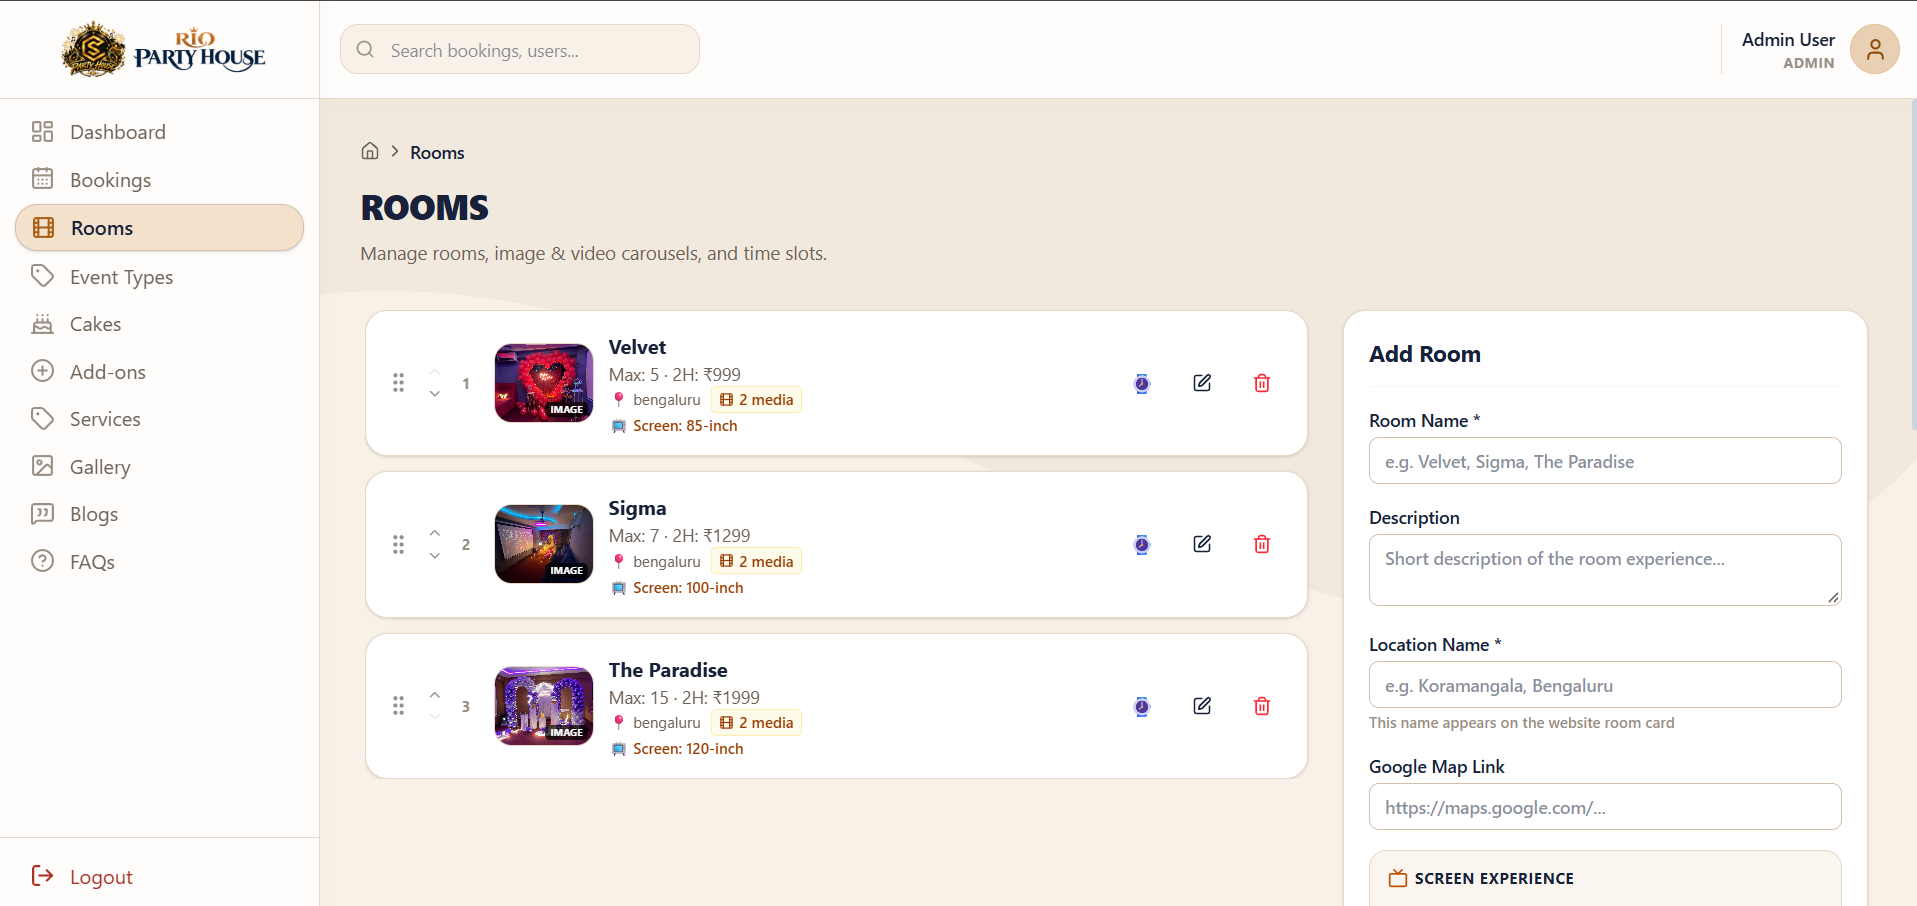 RIO
PARTY HOUSE
PARTY HOUSE
Search bookings, users...
Admin User
ADMIN
Dashboard
Bookings
Rooms
Event Types
Cakes
Add-ons
Services
Gallery
Blogs
FAQs
Logout
Rooms
ROOMS
Manage rooms, image & video carousels, and time slots.
1
IMAGE
Velvet
Max: 5 · 2H: ₹999
bengaluru
2 media
Screen: 85-inch
2
IMAGE
Sigma
Max: 7 · 2H: ₹1299
bengaluru
2 media
Screen: 100-inch
3
IMAGE
The Paradise
Max: 15 · 2H: ₹1999
bengaluru
2 media
Screen: 120-inch
Add Room
Room Name *
e.g. Velvet, Sigma, The Paradise
Description
Short description of the room experience...
Location Name *
e.g. Koramangala, Bengaluru
This name appears on the website room card
Google Map Link
https://maps.google.com/...
SCREEN EXPERIENCE